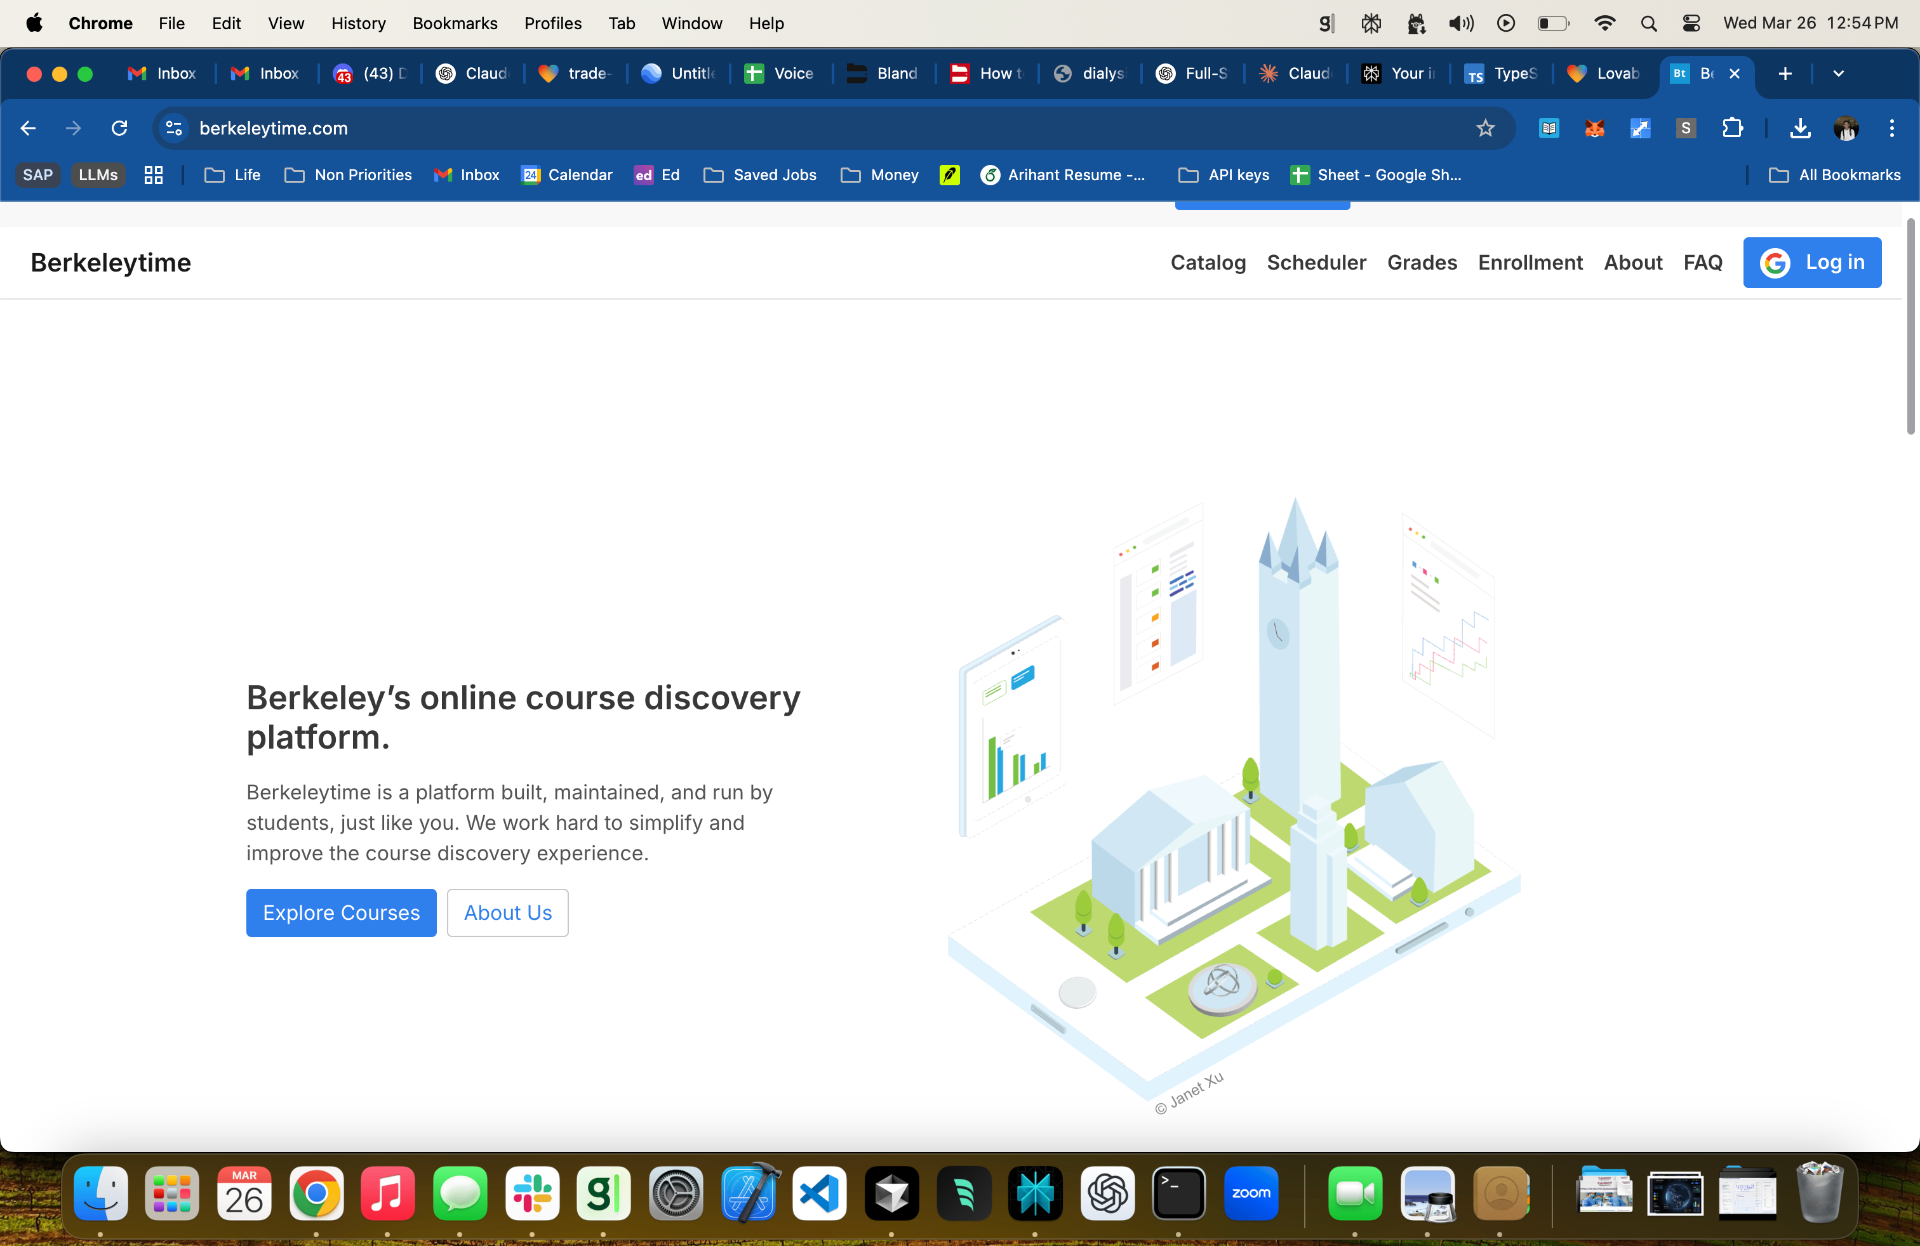 Chrome File Edit View History Bookmarks Profiles Tab Window Help
Wed Mar 26 12:54 PM
Inbox
Inbox
43 (43)
Claud
trade-
Untitle
Voice
Bland
How t
dialys
Full-S
Claud
Your i
TS TypeS
Lovab
Bt Be
berkeleytime.com
S
SAP LLMs Life Non Priorities Inbox 24 Calendar ed Ed Saved Jobs Money Arihant Resume -... API keys Sheet - Google Sh... All Bookmarks
Berkeleytime
Catalog Scheduler Grades Enrollment About FAQ Log in
Berkeley’s online course discovery
platform.
Berkeleytime is a platform built, maintained, and run by
students, just like you. We work hard to simplify and
improve the course discovery experience.
Explore Courses About Us
© Janet Xu
MAR
26
zoom